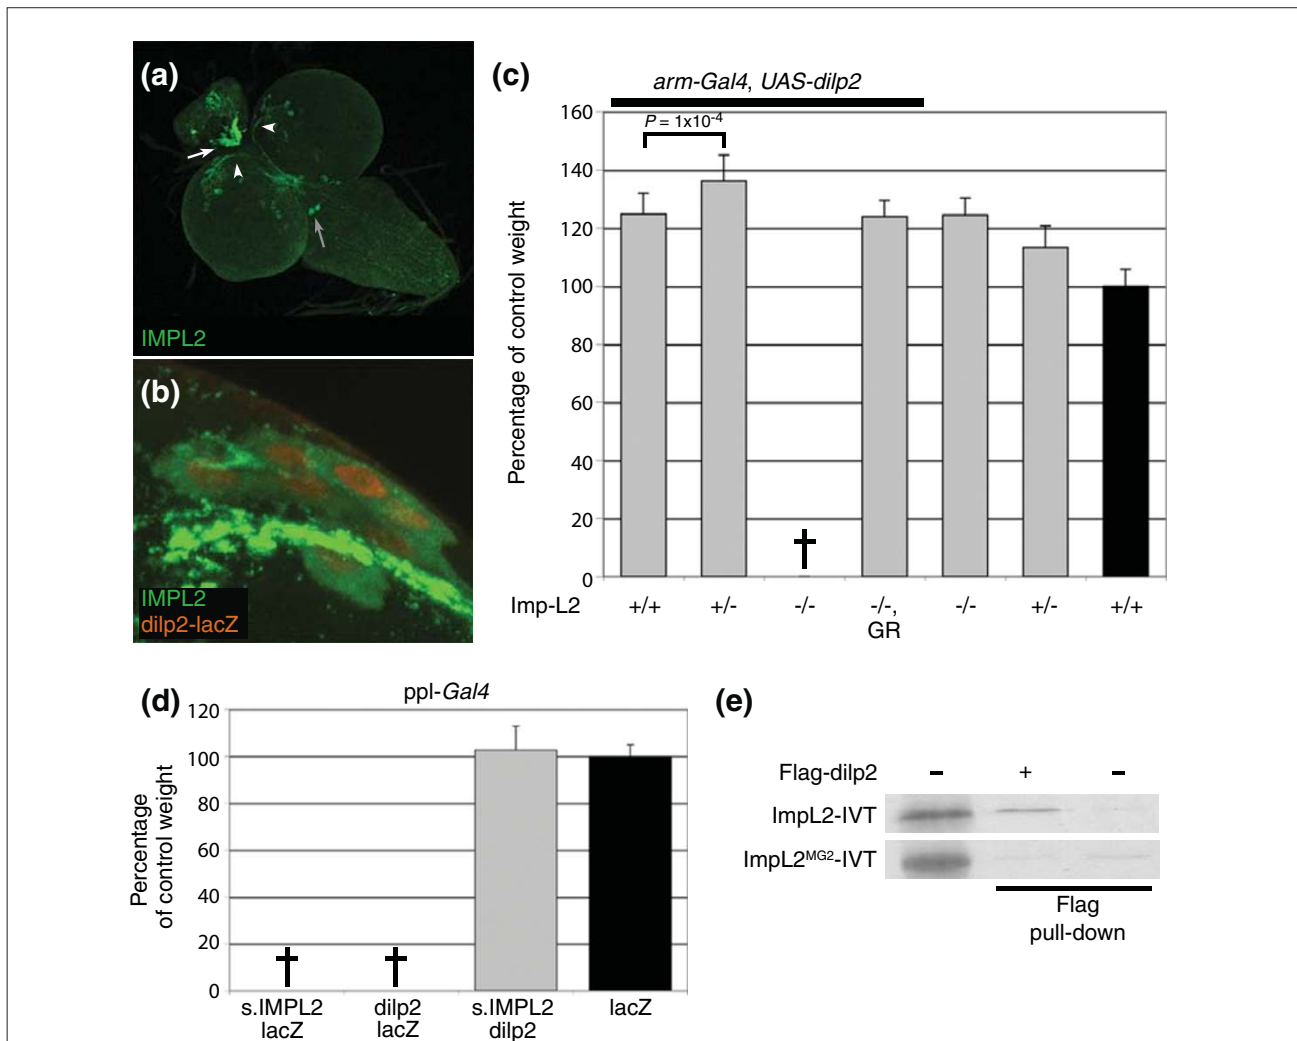 (a)
IMPL2
(b)
IMPL2
dilp2-lacZ
(c)
arm-Gal4, UAS-dilp2
P = 1x10⁻⁴
Percentage of control weight
160
140
120
100
80
60
40
20
0
Imp-L2 +/+ +/- -/- -/-, -/- +/- +/+
GR
(d)
ppl-Gal4
Percentage
of control weight
120
100
80
60
40
20
0
s.IMPL2 dilp2 s.IMPL2 lacZ
lacZ lacZ dilp2
(e)
Flag-dilp2 – + –
ImpL2-IVT
ImpL2ᴹᴳ²-IVT
Flag
pull-down